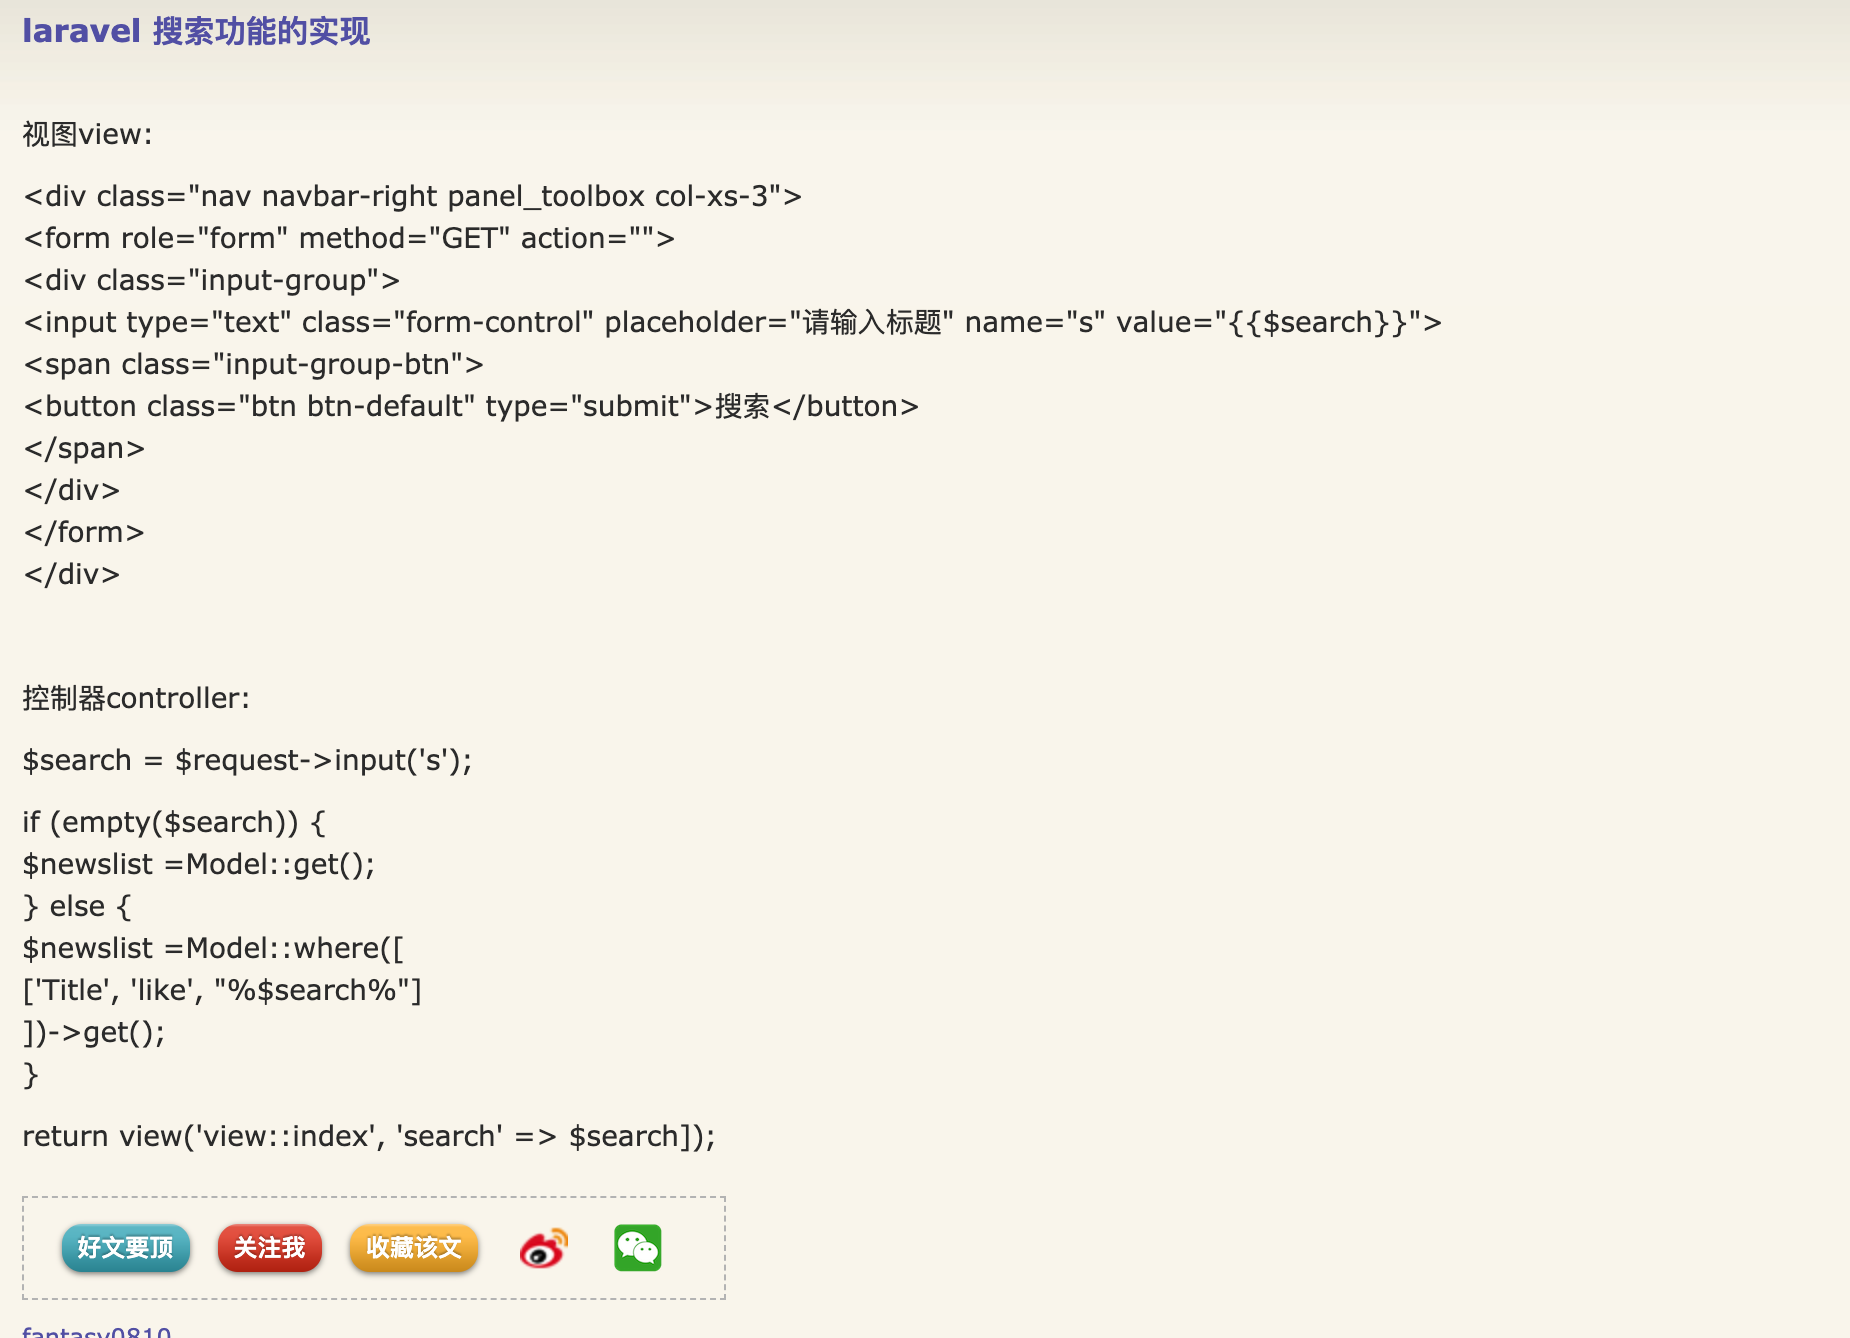 laravel 搜索功能的实现
视图view:
<div class="nav navbar-right panel_toolbox col-xs-3">
<form role="form" method="GET" action="">
<div class="input-group">
<input type="text" class="form-control" placeholder="请输入标题" name="s" value="{{$search}}">
<span class="input-group-btn">
<button class="btn btn-default" type="submit">搜索</button>
</span>
</div>
</form>
</div>
控制器controller:
$search = $request->input('s');
if (empty($search)) {
$newslist =Model::get();
} else {
$newslist =Model::where([
['Title', 'like', "%$search%"]
])->get();
}
return view('view::index', 'search' => $search]);
好文要顶 关注我 收藏该文
fantasy0810